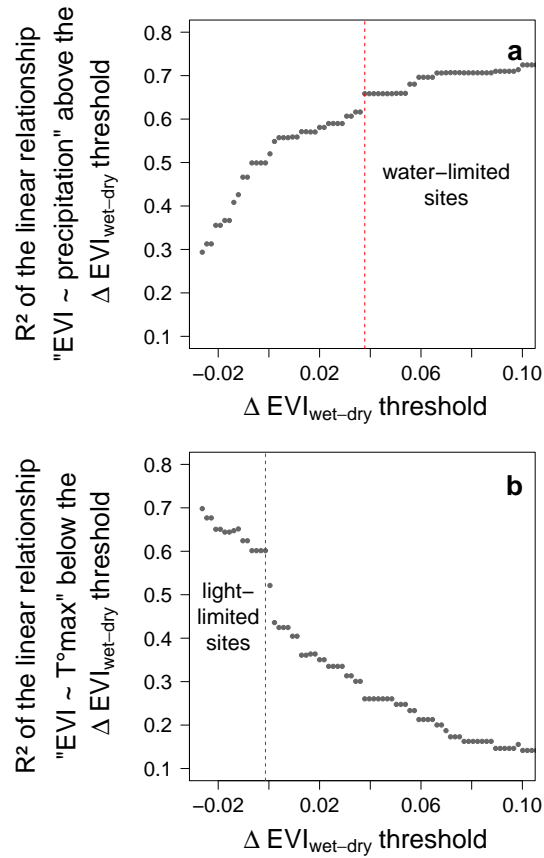 R² of the linear relationship
"EVI ~ precipitation" above the
Δ EVIwet−dry threshold
0.8
0.7
0.6
0.5
0.4
0.3
0.2
0.1
a
water−limited
sites
−0.02
0.02
0.06
0.10
Δ EVIwet−dry threshold
R² of the linear relationship
"EVI ~ T°max" below the
Δ EVIwet−dry threshold
0.8
0.7
0.6
0.5
0.4
0.3
0.2
0.1
b
light−
limited
sites
−0.02
0.02
0.06
0.10
Δ EVIwet−dry threshold